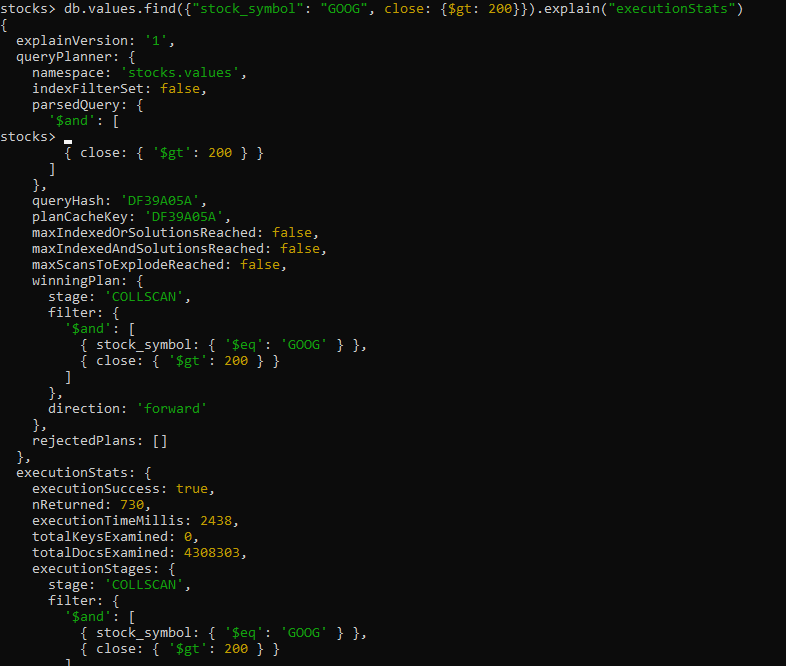 stocks> db.values.find({"stock_symbol": "GOOG", close: {$gt: 200}}).explain("executionStats")
{
  explainVersion: '1',
  queryPlanner: {
    namespace: 'stocks.values',
    indexFilterSet: false,
    parsedQuery: {
      '$and': [
stocks>
        { close: { '$gt': 200 } }
      ]
    },
    queryHash: 'DF39A05A',
    planCacheKey: 'DF39A05A',
    maxIndexedOrSolutionsReached: false,
    maxIndexedAndSolutionsReached: false,
    maxScansToExplodeReached: false,
    winningPlan: {
      stage: 'COLLSCAN',
      filter: {
        '$and': [
          { stock_symbol: { '$eq': 'GOOG' } },
          { close: { '$gt': 200 } }
        ]
      },
      direction: 'forward'
    },
    rejectedPlans: []
  },
  executionStats: {
    executionSuccess: true,
    nReturned: 730,
    executionTimeMillis: 2438,
    totalKeysExamined: 0,
    totalDocsExamined: 4308303,
    executionStages: {
      stage: 'COLLSCAN',
      filter: {
        '$and': [
          { stock_symbol: { '$eq': 'GOOG' } },
          { close: { '$gt': 200 } }
        ]